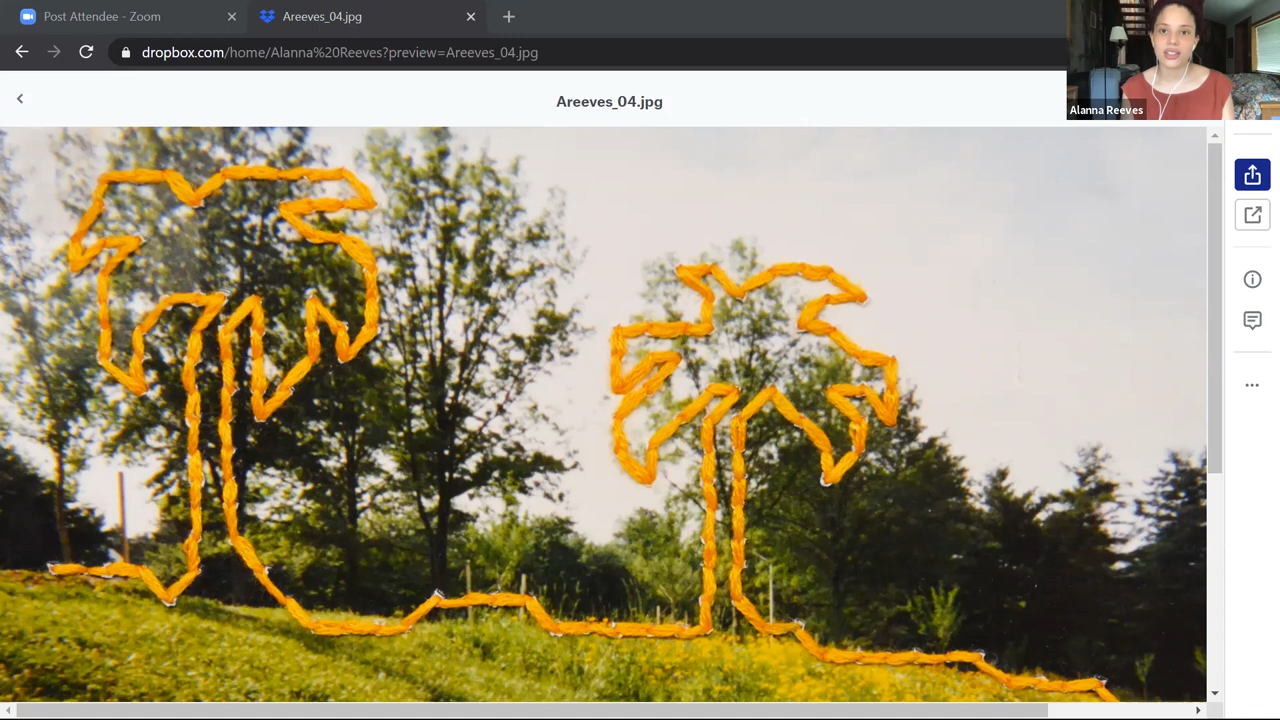 Post Attendee - Zoom
Areeves_04.jpg
dropbox.com/home/Alanna%20Reeves?preview=Areeves_04.jpg
Areeves_04.jpg
Alanna Reeves